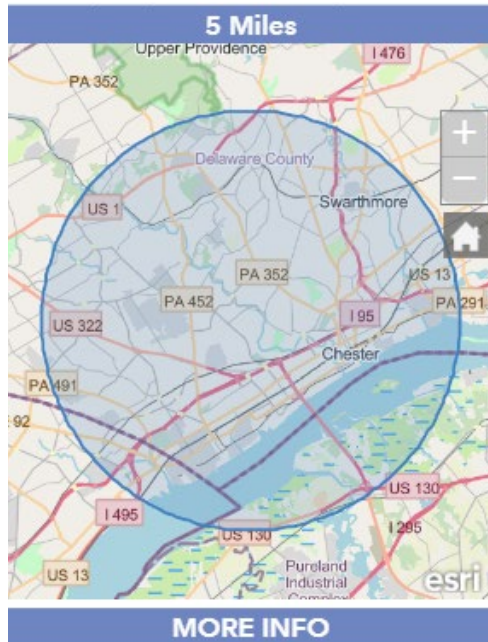 5 Miles
Upper Providence
I 476
PA 352
Delaware County
US 1
Swarthmore
PA 352
US 13
PA 452
PA 291
I 95
US 322
Chester
PA 491
92
US 130
I 495
US 130
I 295
US 13
Pureland
Industrial
Complex
esri
MORE INFO
+
−